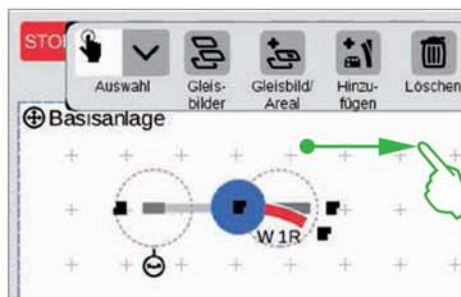 STO
Auswahl
Gleis-
bilder
Gleisbild/
Areal
Hinzu-
fügen
Löschen
Basisanlage
W 1R